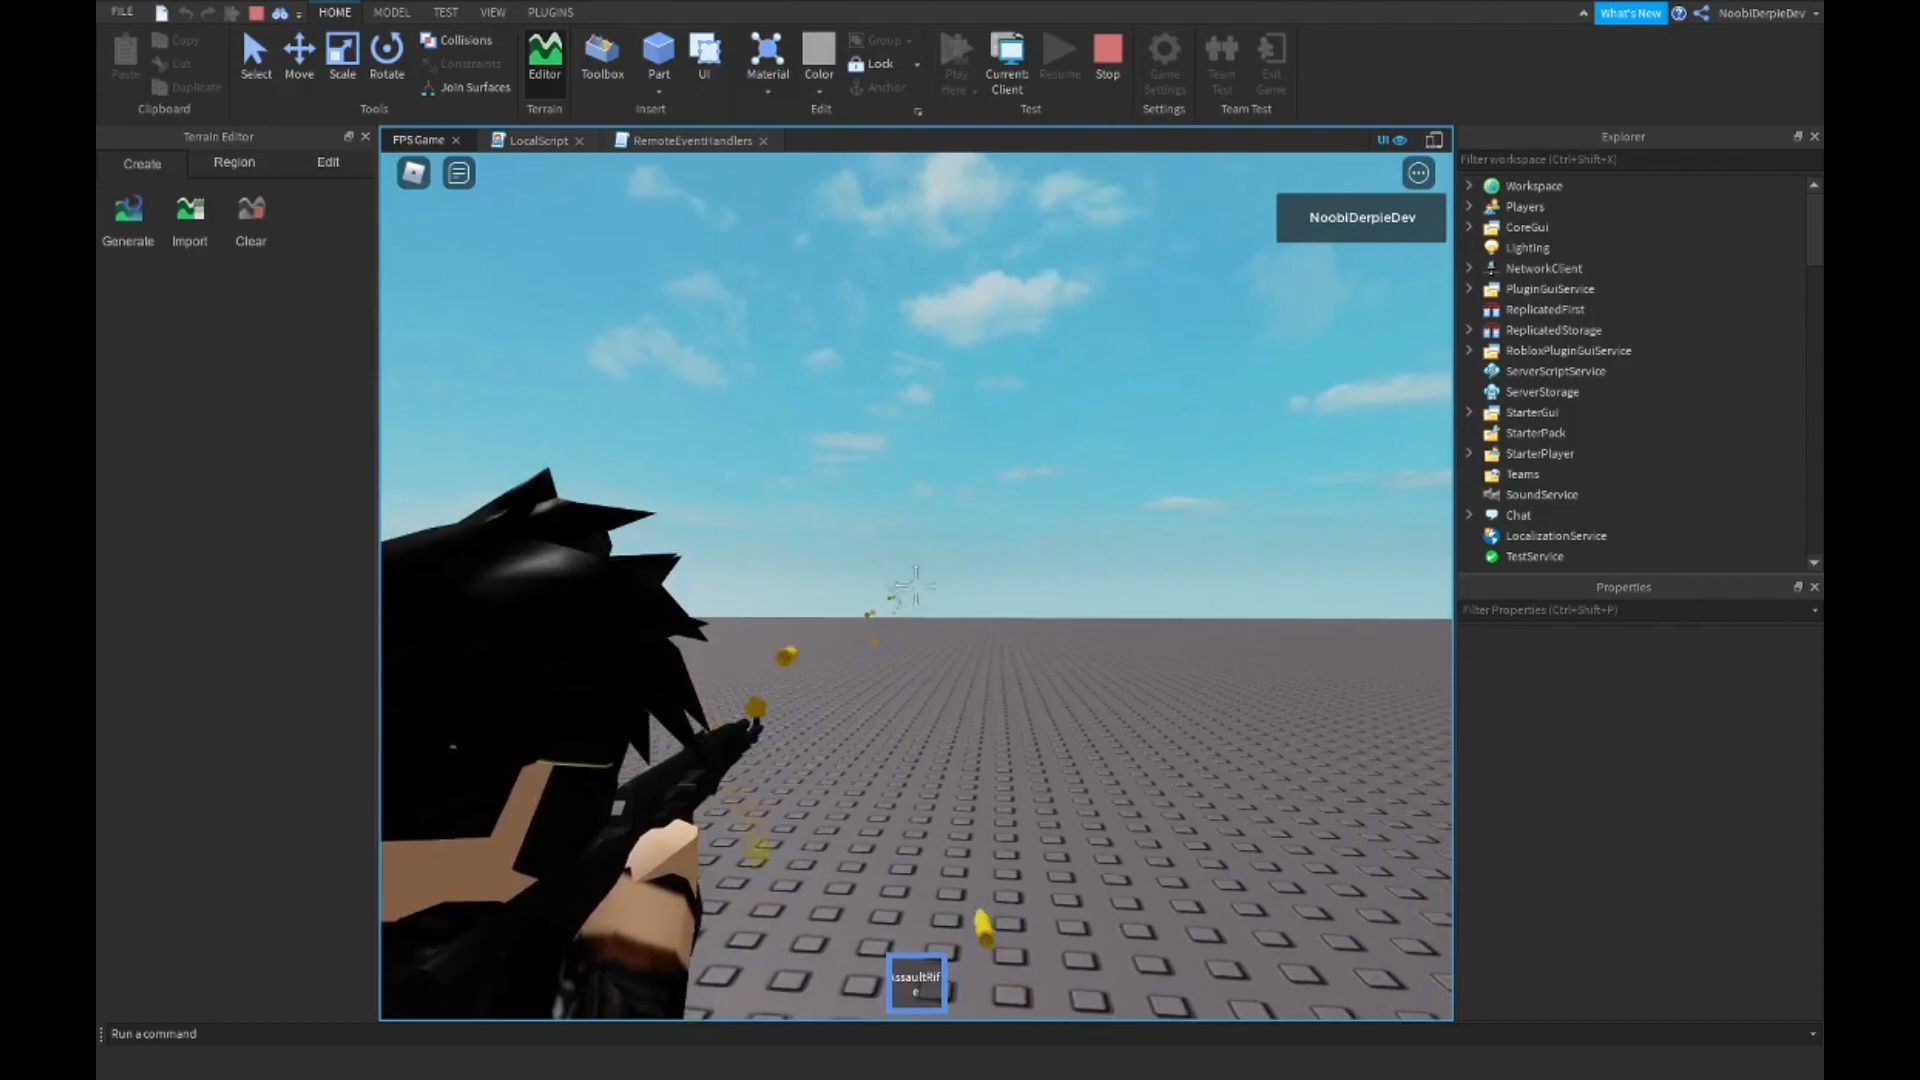 FILE HOME MODEL TEST VIEW PLUGINS What's New NoobiDerpieDev
Paste Copy Cut Duplicate Clipboard
Select Move Scale Rotate Collisions Constraints Join Surfaces Tools
Editor Terrain
Toolbox Part UI Insert
Material Color Group Lock Anchor Edit
Play Here Current: Client Resume Stop Test
Game Settings Settings
Team Test Exit Game Team Test
Terrain Editor
Create Region Edit
Generate Import Clear
FPS Game LocalScript RemoteEventHandlers UI
NoobiDerpieDev
AssaultRif
e
Explorer
Filter workspace (Ctrl+Shift+X)
Workspace
Players
CoreGui
Lighting
NetworkClient
PluginGuiService
ReplicatedFirst
ReplicatedStorage
RobloxPluginGuiService
ServerScriptService
ServerStorage
StarterGui
StarterPack
StarterPlayer
Teams
SoundService
Chat
LocalizationService
TestService
Properties
Filter Properties (Ctrl+Shift+P)
Run a command